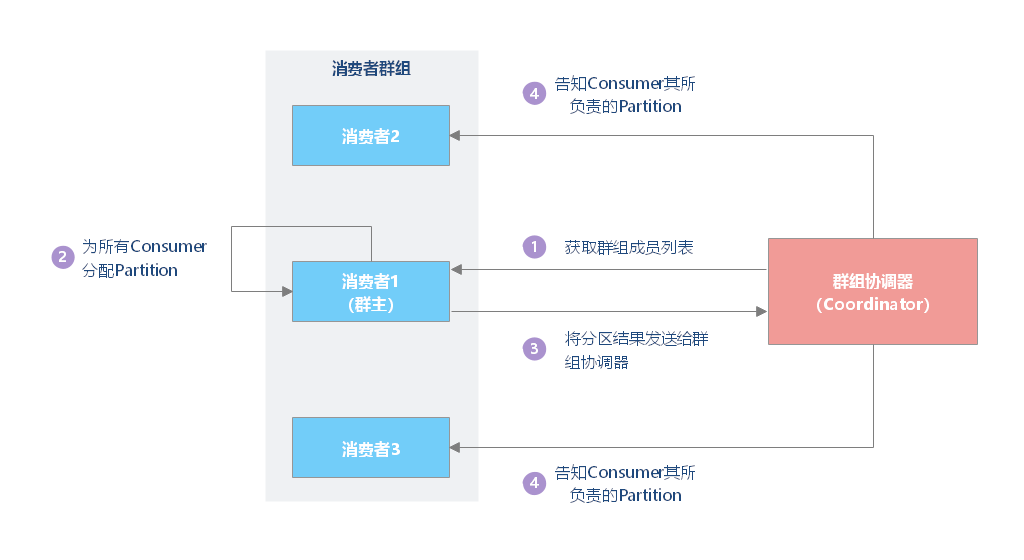 消费者群组
4
告知Consumer其所
负责的Partition
消费者2
2
为所有Consumer
分配Partition
1
获取群组成员列表
消费者1
（群主）
群组协调器
（Coordinator）
3
将分区结果发送给群
组协调器
消费者3
4
告知Consumer其所
负责的Partition